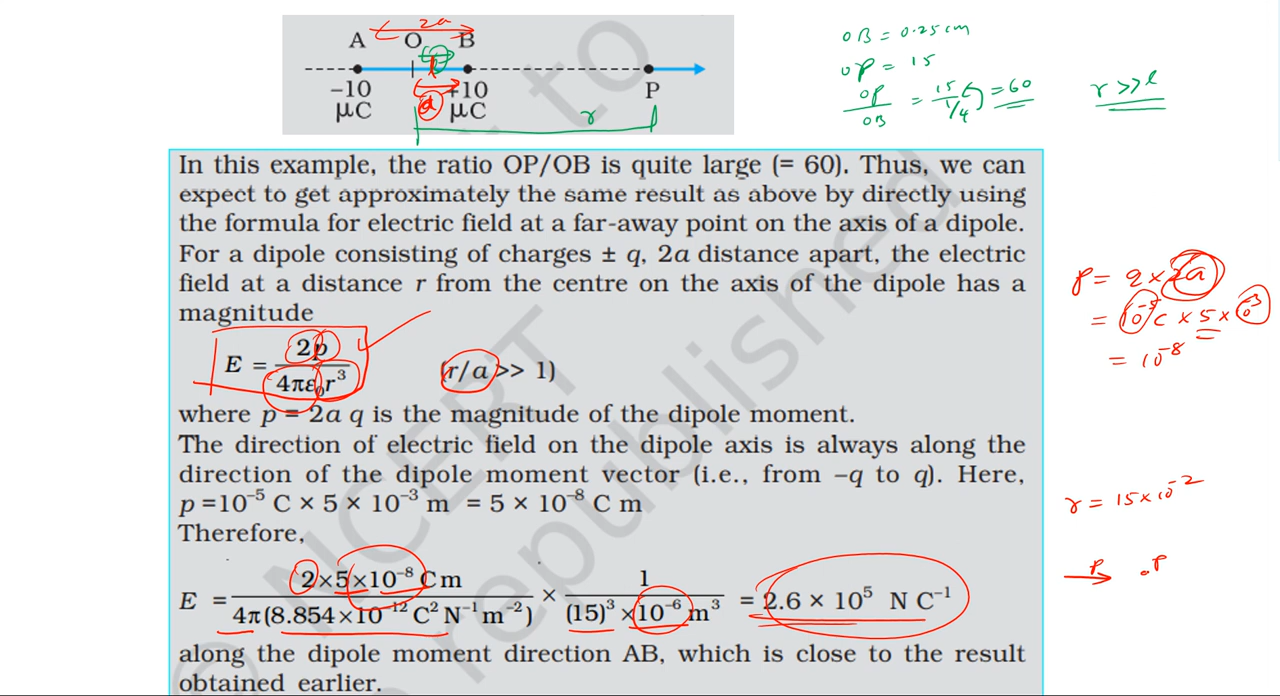 2a
A O B
l
-10 +10 P
μC a μC r
OB = 0.25 cm
OP = 15
OP/OB = 15/1/4 = 60
r >> l
In this example, the ratio OP/OB is quite large (= 60). Thus, we can
expect to get approximately the same result as above by directly using
the formula for electric field at a far-away point on the axis of a dipole.
For a dipole consisting of charges ± q, 2a distance apart, the electric
field at a distance r from the centre on the axis of the dipole has a
magnitude
E = 2p / 4πε₀r³ (r/a >> 1)
where p = 2a q is the magnitude of the dipole moment.
The direction of electric field on the dipole axis is always along the
direction of the dipole moment vector (i.e., from –q to q). Here,
p =10⁻⁵ C × 5 × 10⁻³ m = 5 × 10⁻⁸ C m
Therefore,
E = 2×5×10⁻⁸ C m / 4π(8.854×10⁻¹² C² N⁻¹ m⁻²) × 1 / (15)³ ×10⁻⁶ m³ = 2.6 × 10⁵ N C⁻¹
along the dipole moment direction AB, which is close to the result
obtained earlier.
p = q × 2a
= 10⁻⁵ C × 5 × 10⁻³
= 10⁻⁸
r = 15 × 10⁻²
P .P
© NCERT
to
republished